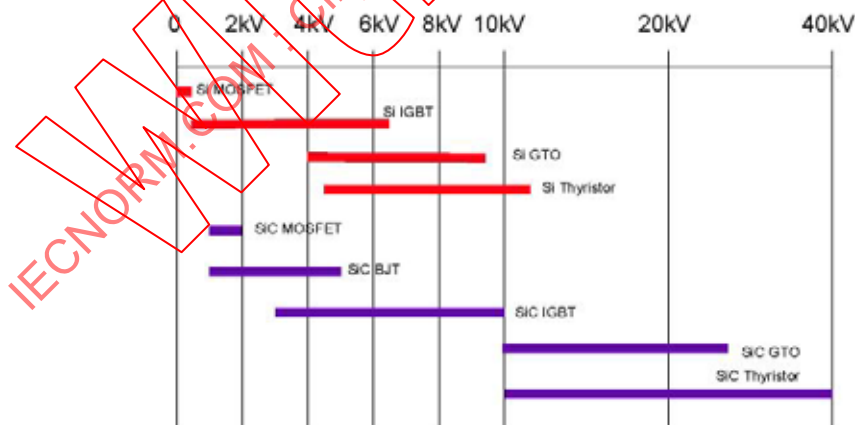 0 2kV 4kV 6kV 8kV 10kV 20kV 40kV
Si MOSFET
Si IGBT
Si GTO
Si Thyristor
SiC MOSFET
SiC BJT
SiC IGBT
SiC GTO
SiC Thyristor
IECNORM.COM